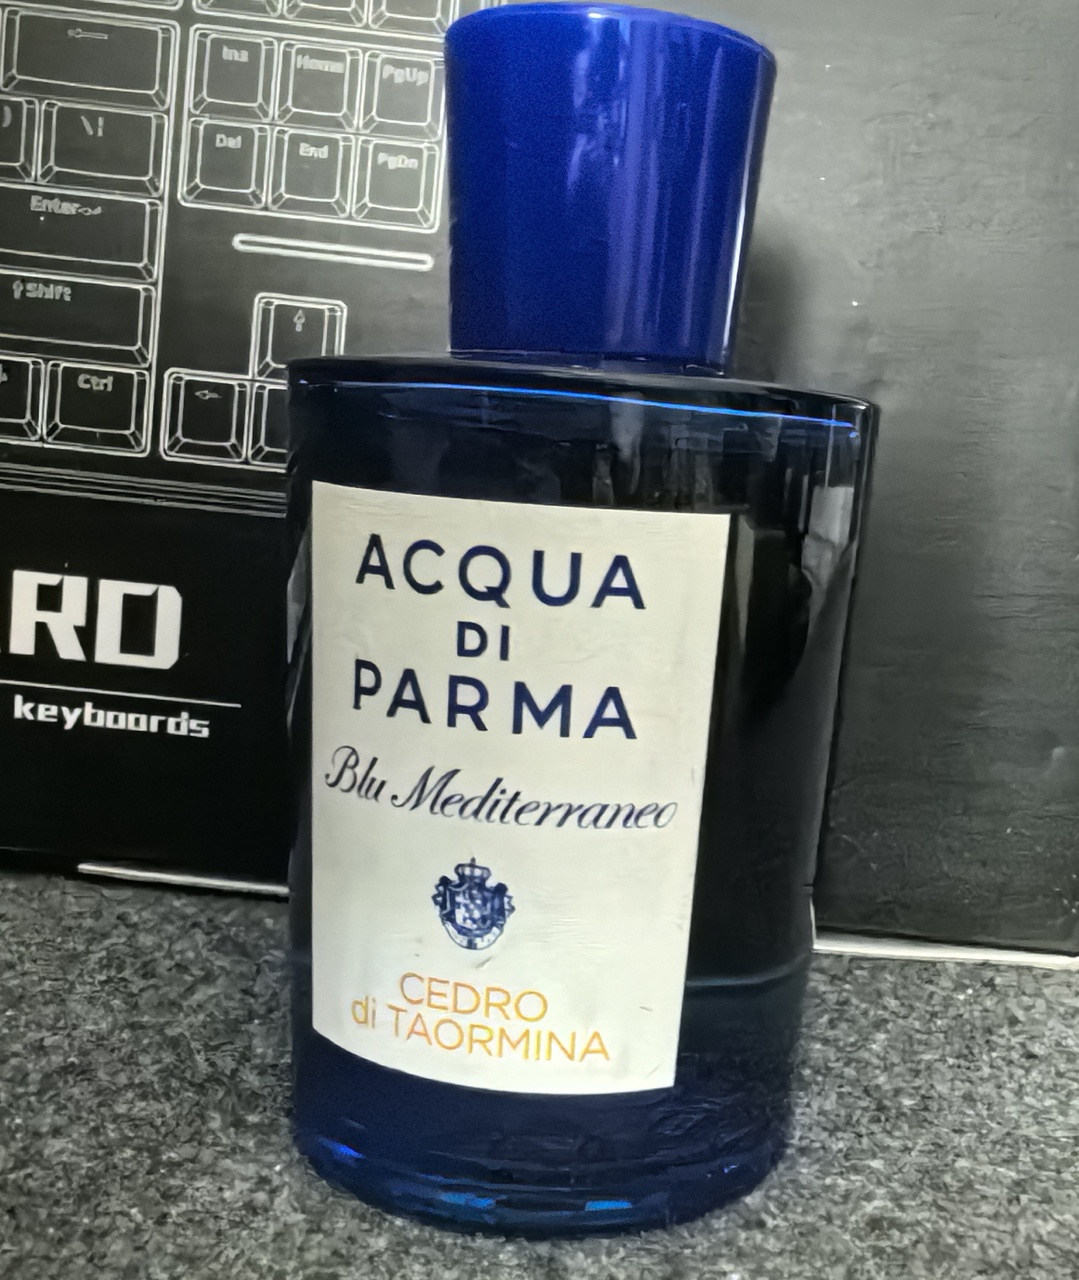 Ins Home PgUp
\|
Del End PgDn
Enter
Shift
Ctrl
RD
keyboards
ACQUA
DI
PARMA
Blu Mediterraneo
CEDRO
di TAORMINA